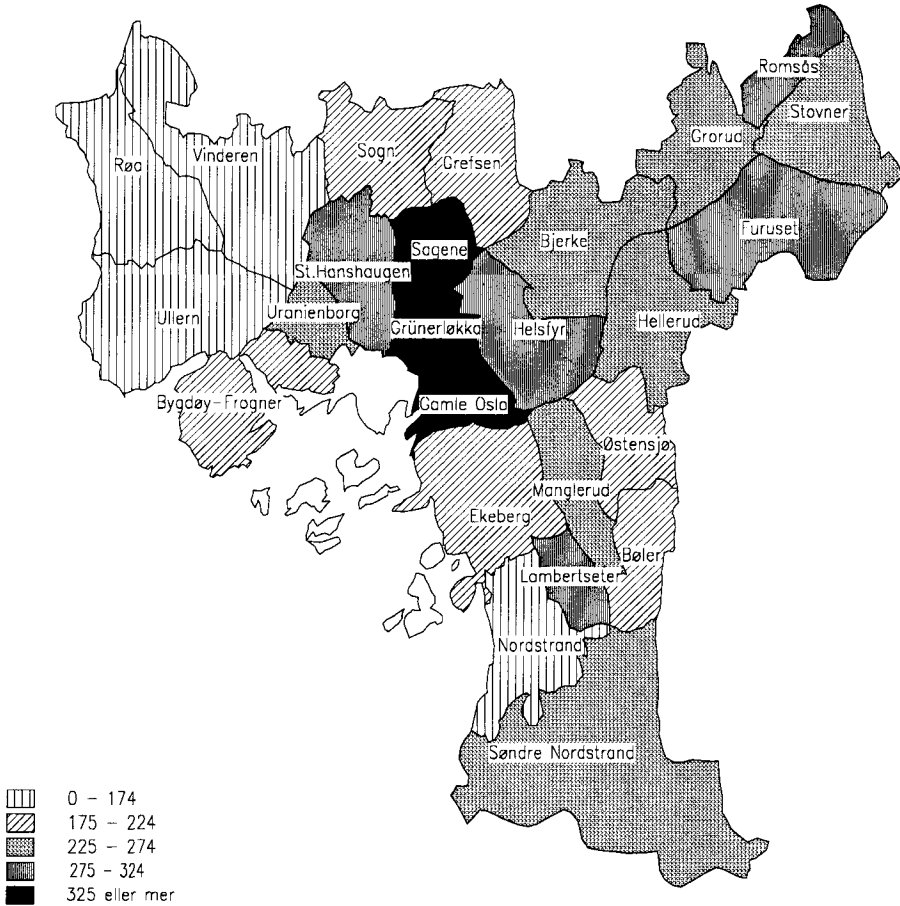 Romsås
Stovner
Grorud
Sogn
Grefsen
Vinderen
Røa
Furuset
Bjerke
Sagene
St.Hanshaugen
Uranienborg
Ullern
Grünerløkka
Helsfyr
Hellerud
Bygdøy-Frogner
Gamle Oslo
Østensjø
Manglerud
Ekeberg
Bøler
Lambertseter
Nordstrand
Søndre Nordstrand
0 - 174
175 - 224
225 - 274
275 - 324
325 eller mer